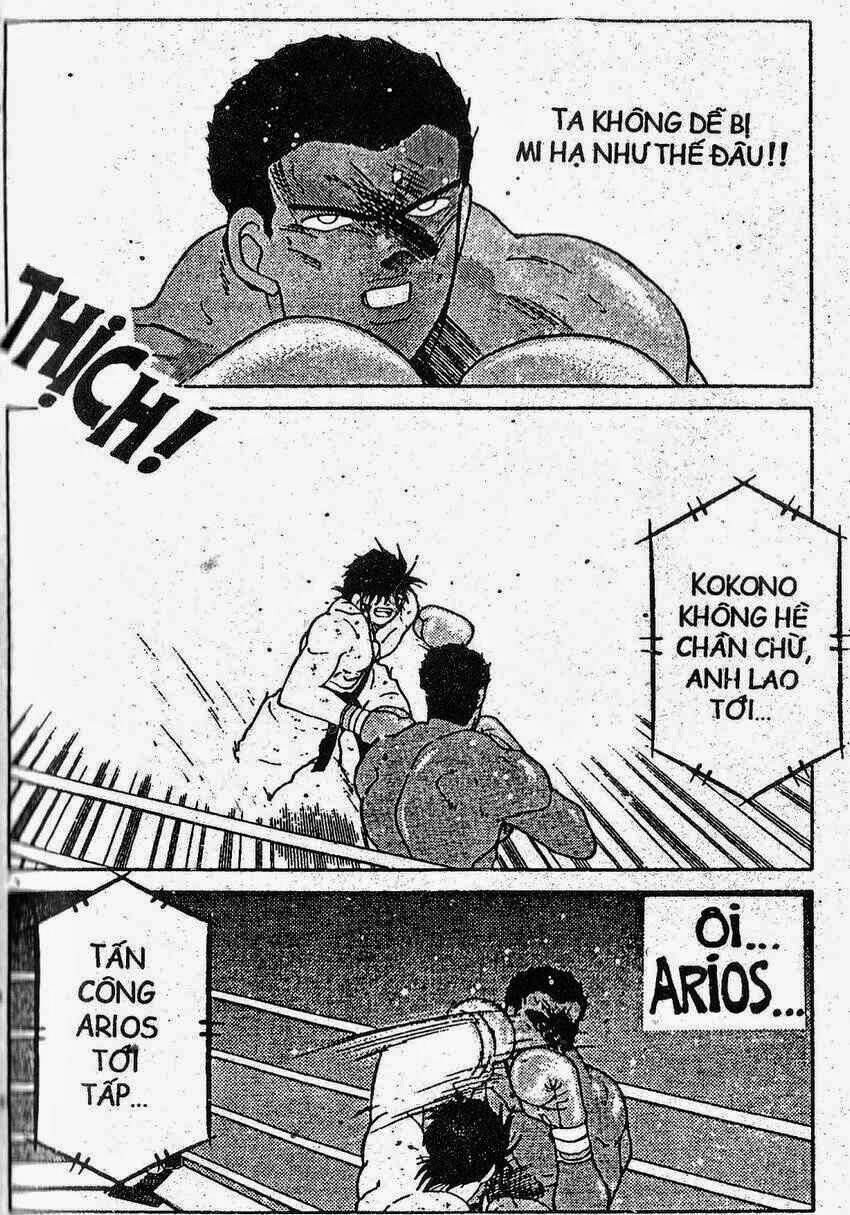 TA KHÔNG DỄ BỊ
MI HẠ NHƯ THẾ ĐÂU!!
THỊCH!
KOKONO
KHÔNG HỀ
CHẦN CHỪ,
ANH LAO
TỚI...
TẤN
CÔNG
ARIOS
TỚI
TẤP...
ÔI...
ARIOS...